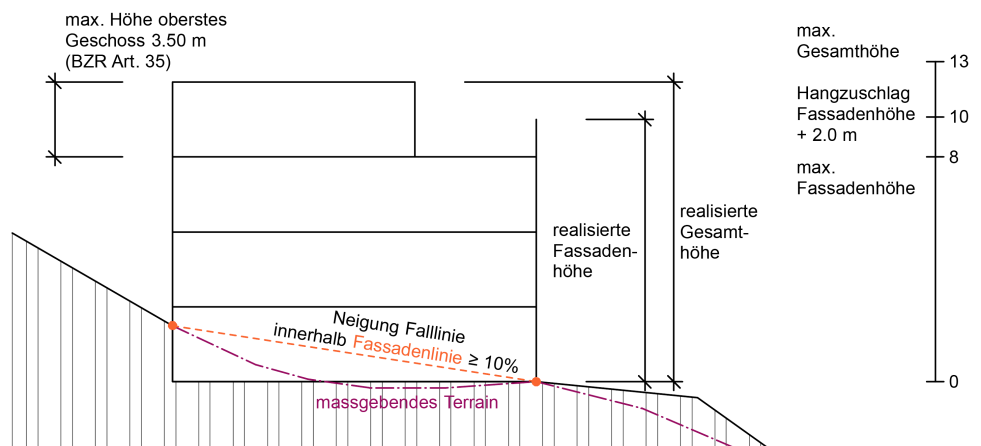 max. Höhe oberstes
Geschoss 3.50 m
(BZR Art. 35)
max.
Gesamthöhe
13
Hangzuschlag
Fassadenhöhe
+ 2.0 m
10
8
max.
Fassadenhöhe
realisierte
Fassaden-
höhe
realisierte
Gesamt-
höhe
Neigung Falllinie
innerhalb Fassadenlinie ≥ 10%
massgebendes Terrain
0